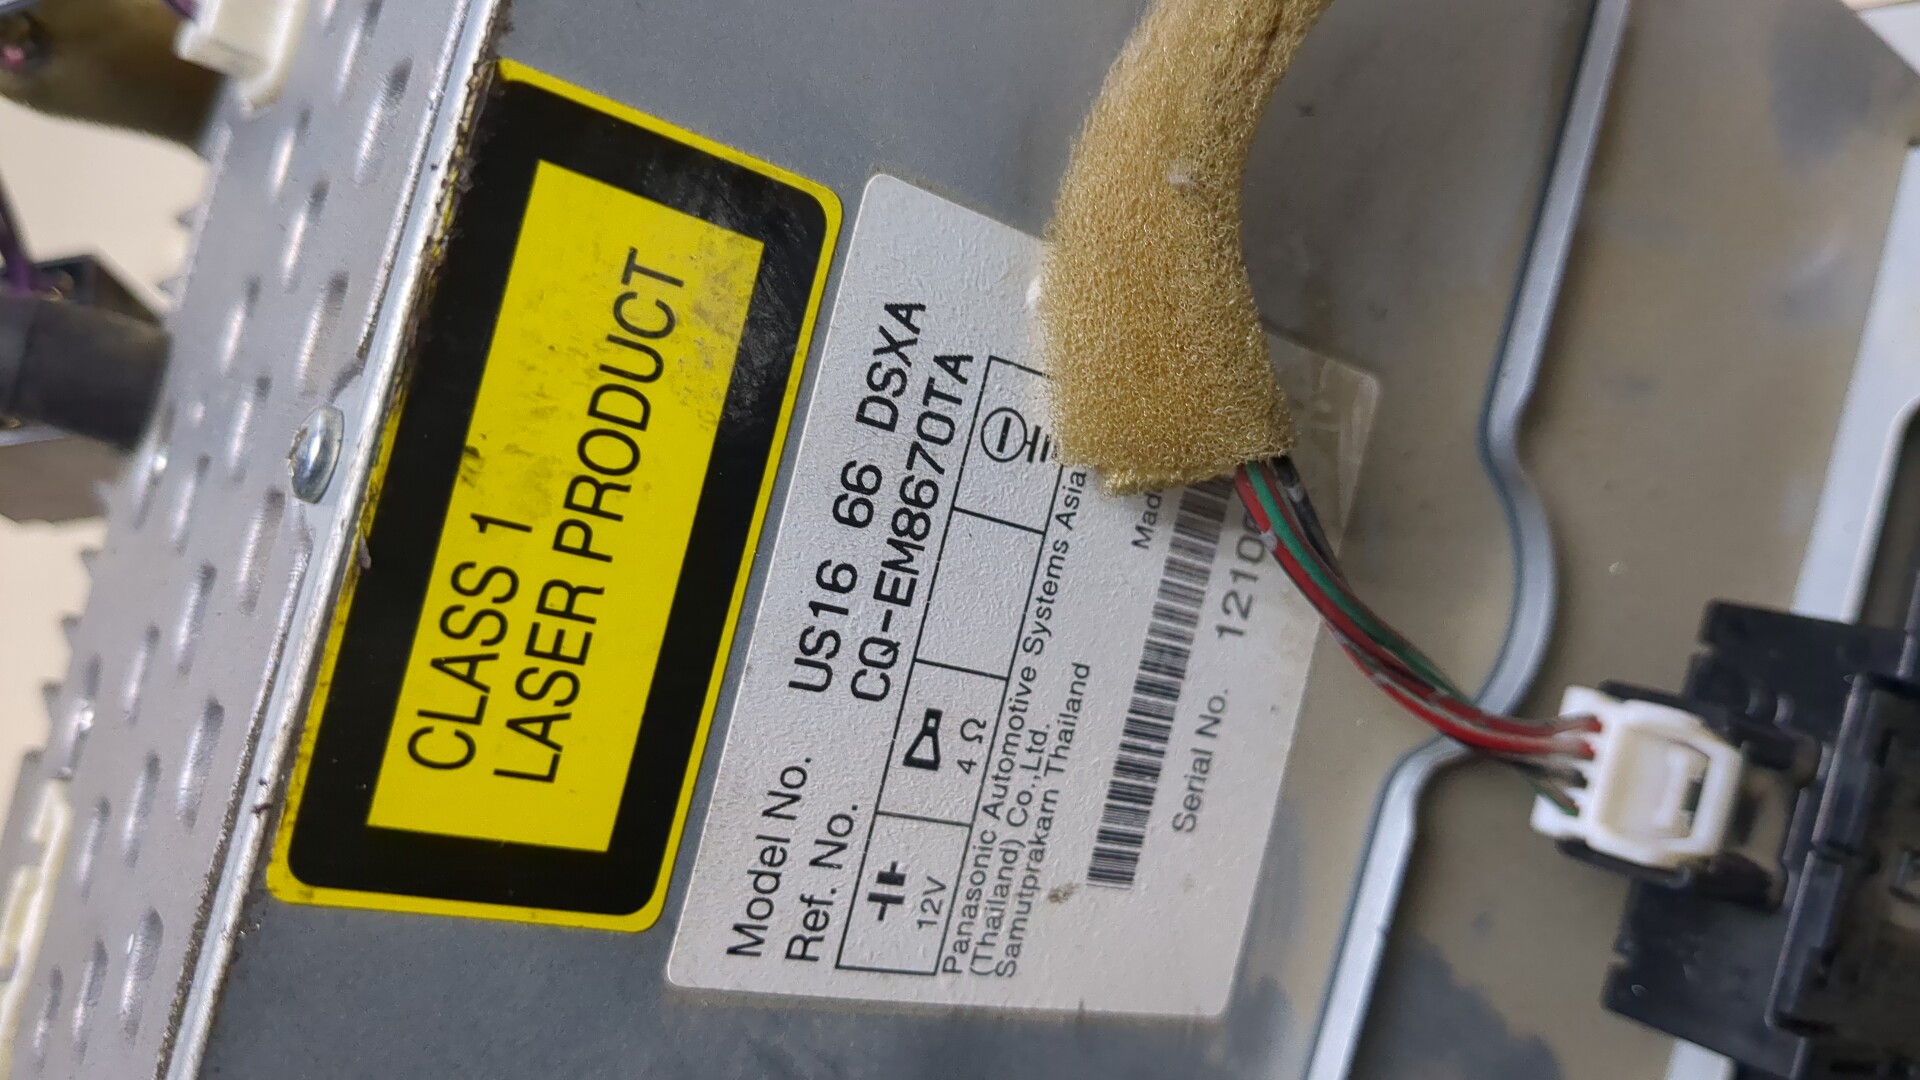 CLASS 1
LASER PRODUCT
Model No. US16 66 DSXA
Ref. No. CQ-EM8670TA
12V
4 Ω
Panasonic Automotive Systems Asia
(Thailand) Co.,Ltd.
Samutprakarn Thailand
Serial No. 1210